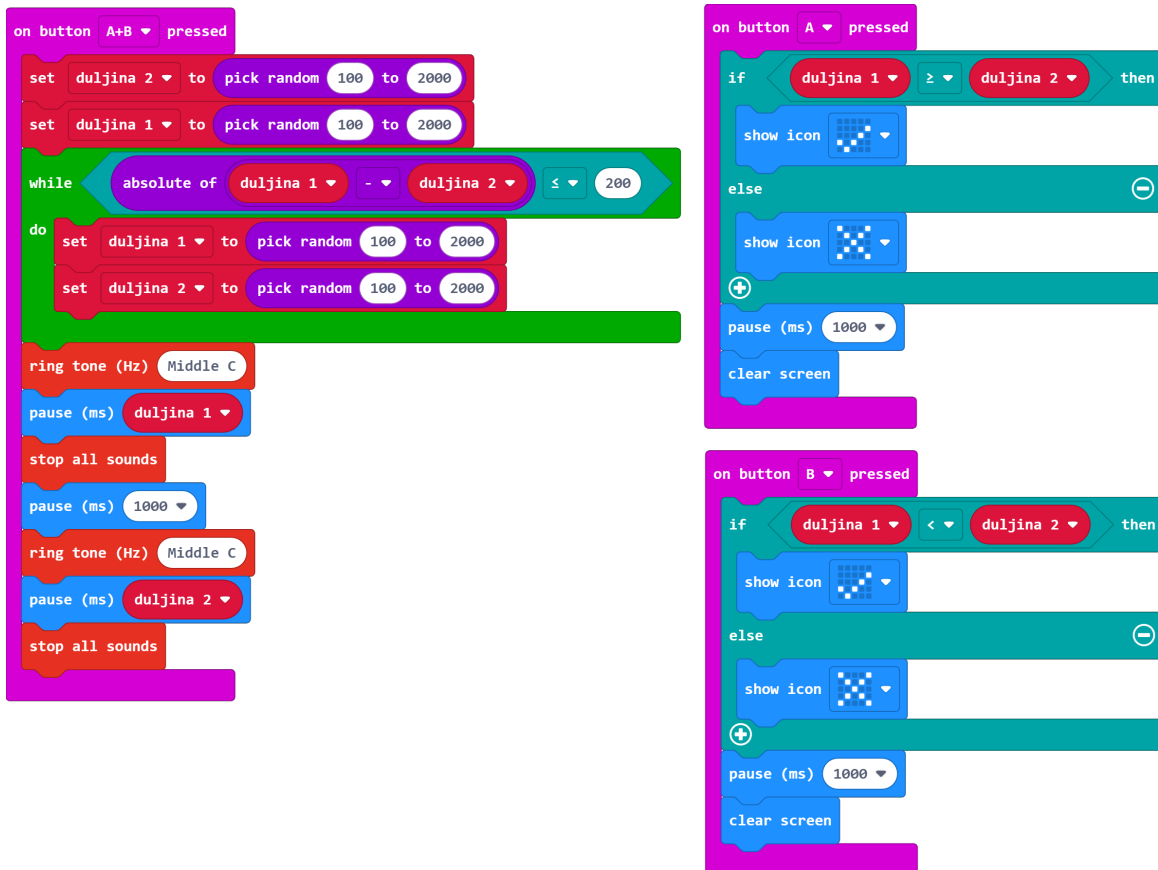 on button A+B pressed
set duljina 2 to pick random 100 to 2000
set duljina 1 to pick random 100 to 2000
while absolute of duljina 1 - duljina 2 ≤ 200
do
set duljina 1 to pick random 100 to 2000
set duljina 2 to pick random 100 to 2000
ring tone (Hz) Middle C
pause (ms) duljina 1
stop all sounds
pause (ms) 1000
ring tone (Hz) Middle C
pause (ms) duljina 2
stop all sounds
on button A pressed
if duljina 1 ≥ duljina 2 then
show icon
else
show icon
pause (ms) 1000
clear screen
on button B pressed
if duljina 1 < duljina 2 then
show icon
else
show icon
pause (ms) 1000
clear screen